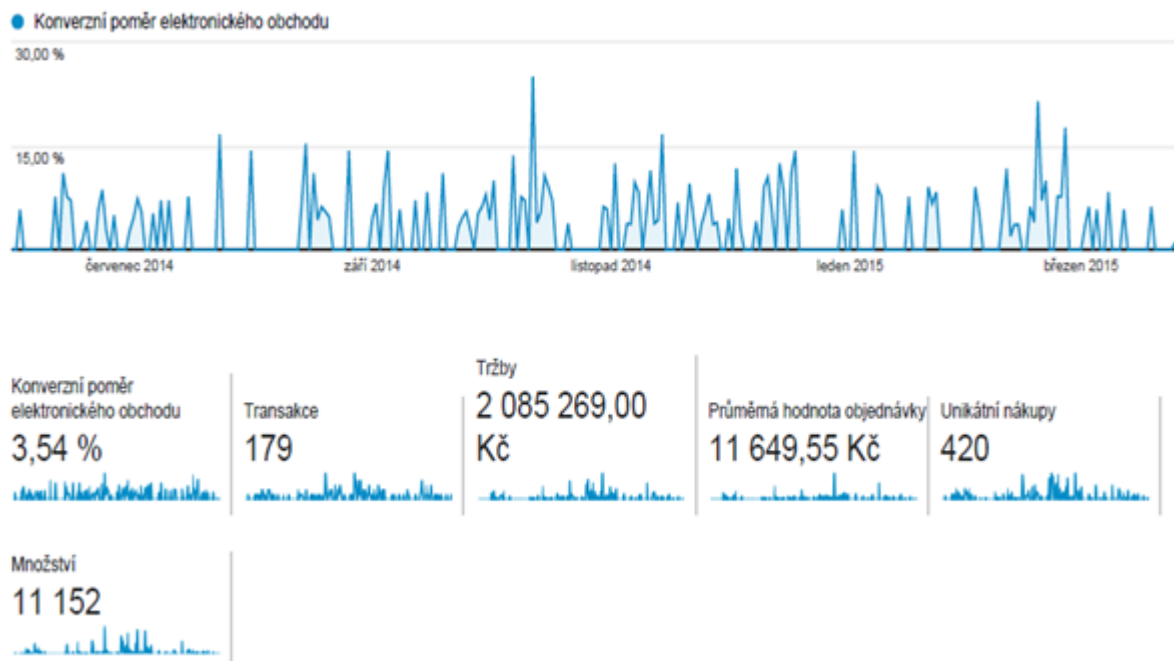 Konverzní poměr elektronického obchodu
30,00 %
15,00 %
červenec 2014
září 2014
listopad 2014
leden 2015
březen 2015
Konverzní poměr
elektronického obchodu
3,54 %
Transakce
179
Tržby
2 085 269,00
Kč
Průměrná hodnota objednávky
11 649,55 Kč
Unikátní nákupy
420
Množství
11 152